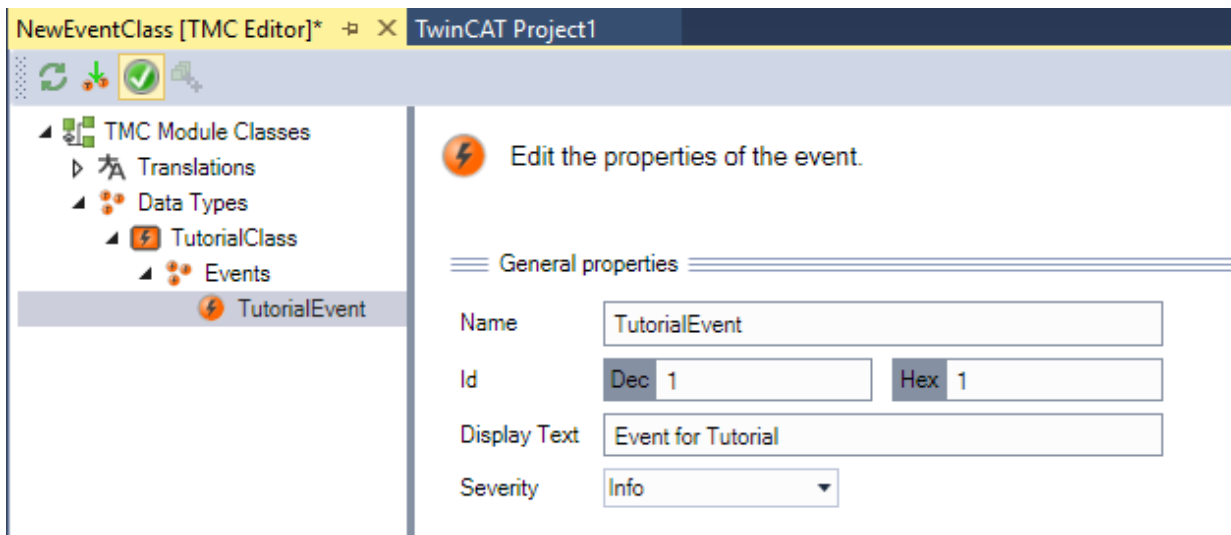 NewEventClass [TMC Editor]* TwinCAT Project1
TMC Module Classes
Translations
Data Types
TutorialClass
Events
TutorialEvent
Edit the properties of the event.
General properties
Name TutorialEvent
Id Dec 1 Hex 1
Display Text Event for Tutorial
Severity Info